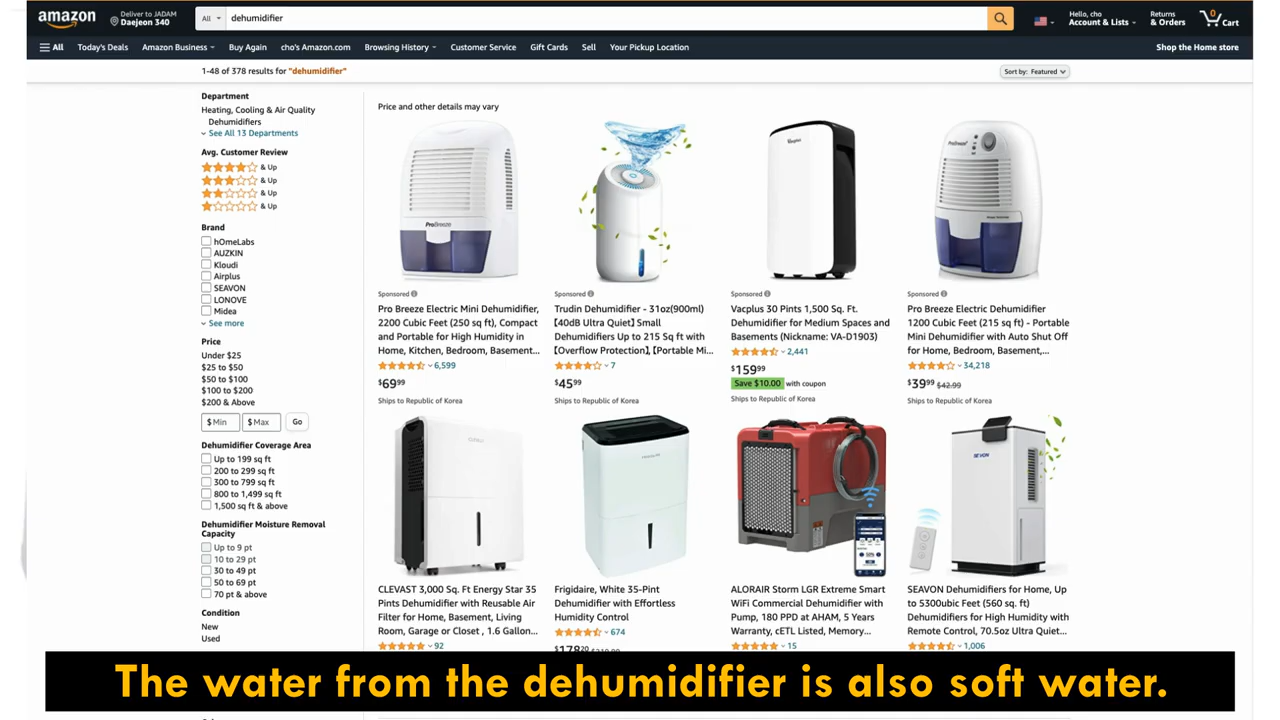 amazon
Deliver to JADAM
Daejeon 340
All
dehumidifier
Hello, cho
Account & Lists
Returns
& Orders
0
Cart
All
Today's Deals
Amazon Business
Buy Again
cho's Amazon.com
Browsing History
Customer Service
Gift Cards
Sell
Your Pickup Location
Shop the Home store
1-48 of 378 results for "dehumidifier"
Sort by: Featured
Department
Heating, Cooling & Air Quality
Dehumidifiers
See All 13 Departments
Avg. Customer Review
& Up
& Up
& Up
& Up
Brand
hOmeLabs
AUZKIN
Kloudi
Airplus
SEAVON
LONOVE
Midea
See more
Price
Under $25
$25 to $50
$50 to $100
$100 to $200
$200 & Above
$ Min
$ Max
Go
Dehumidifier Coverage Area
Up to 199 sq ft
200 to 299 sq ft
300 to 799 sq ft
800 to 1,499 sq ft
1,500 sq ft & above
Dehumidifier Moisture Removal
Capacity
Up to 9 pt
10 to 29 pt
30 to 49 pt
50 to 69 pt
70 pt & above
Condition
New
Used
Price and other details may vary
ProBreeze
Sponsored
Pro Breeze Electric Mini Dehumidifier,
2200 Cubic Feet (250 sq ft), Compact
and Portable for High Humidity in
Home, Kitchen, Bedroom, Basement...
6,599
$6999
Ships to Republic of Korea
Sponsored
Trudin Dehumidifier - 31oz(900ml)
【40dB Ultra Quiet】Small
Dehumidifiers Up to 215 Sq ft with
【Overflow Protection】,【Portable Mi...
7
$4599
Ships to Republic of Korea
Vacplus
Sponsored
Vacplus 30 Pints 1,500 Sq. Ft.
Dehumidifier for Medium Spaces and
Basements (Nickname: VA-D1903)
2,441
$15999
Save $10.00 with coupon
Ships to Republic of Korea
ProBreeze
Sponsored
Pro Breeze Electric Dehumidifier
1200 Cubic Feet (215 sq ft) - Portable
Mini Dehumidifier with Auto Shut Off
for Home, Bedroom, Basement,...
34,218
$3999 $42.99
Ships to Republic of Korea
CLEVAST 3,000 Sq. Ft Energy Star 35
Pints Dehumidifier with Reusable Air
Filter for Home, Basement, Living
Room, Garage or Closet , 1.6 Gallon...
92
FRIGIDAIRE
Frigidaire, White 35-Pint
Dehumidifier with Effortless
Humidity Control
674
$17820
ALORAIR Storm LGR Extreme Smart
WiFi Commercial Dehumidifier with
Pump, 180 PPD at AHAM, 5 Years
Warranty, cETL Listed, Memory...
15
SEAVON Dehumidifiers for Home, Up
to 5300ubic Feet (560 sq. ft)
Dehumidifiers for High Humidity with
Remote Control, 70.5oz Ultra Quiet...
1,006
The water from the dehumidifier is also soft water.